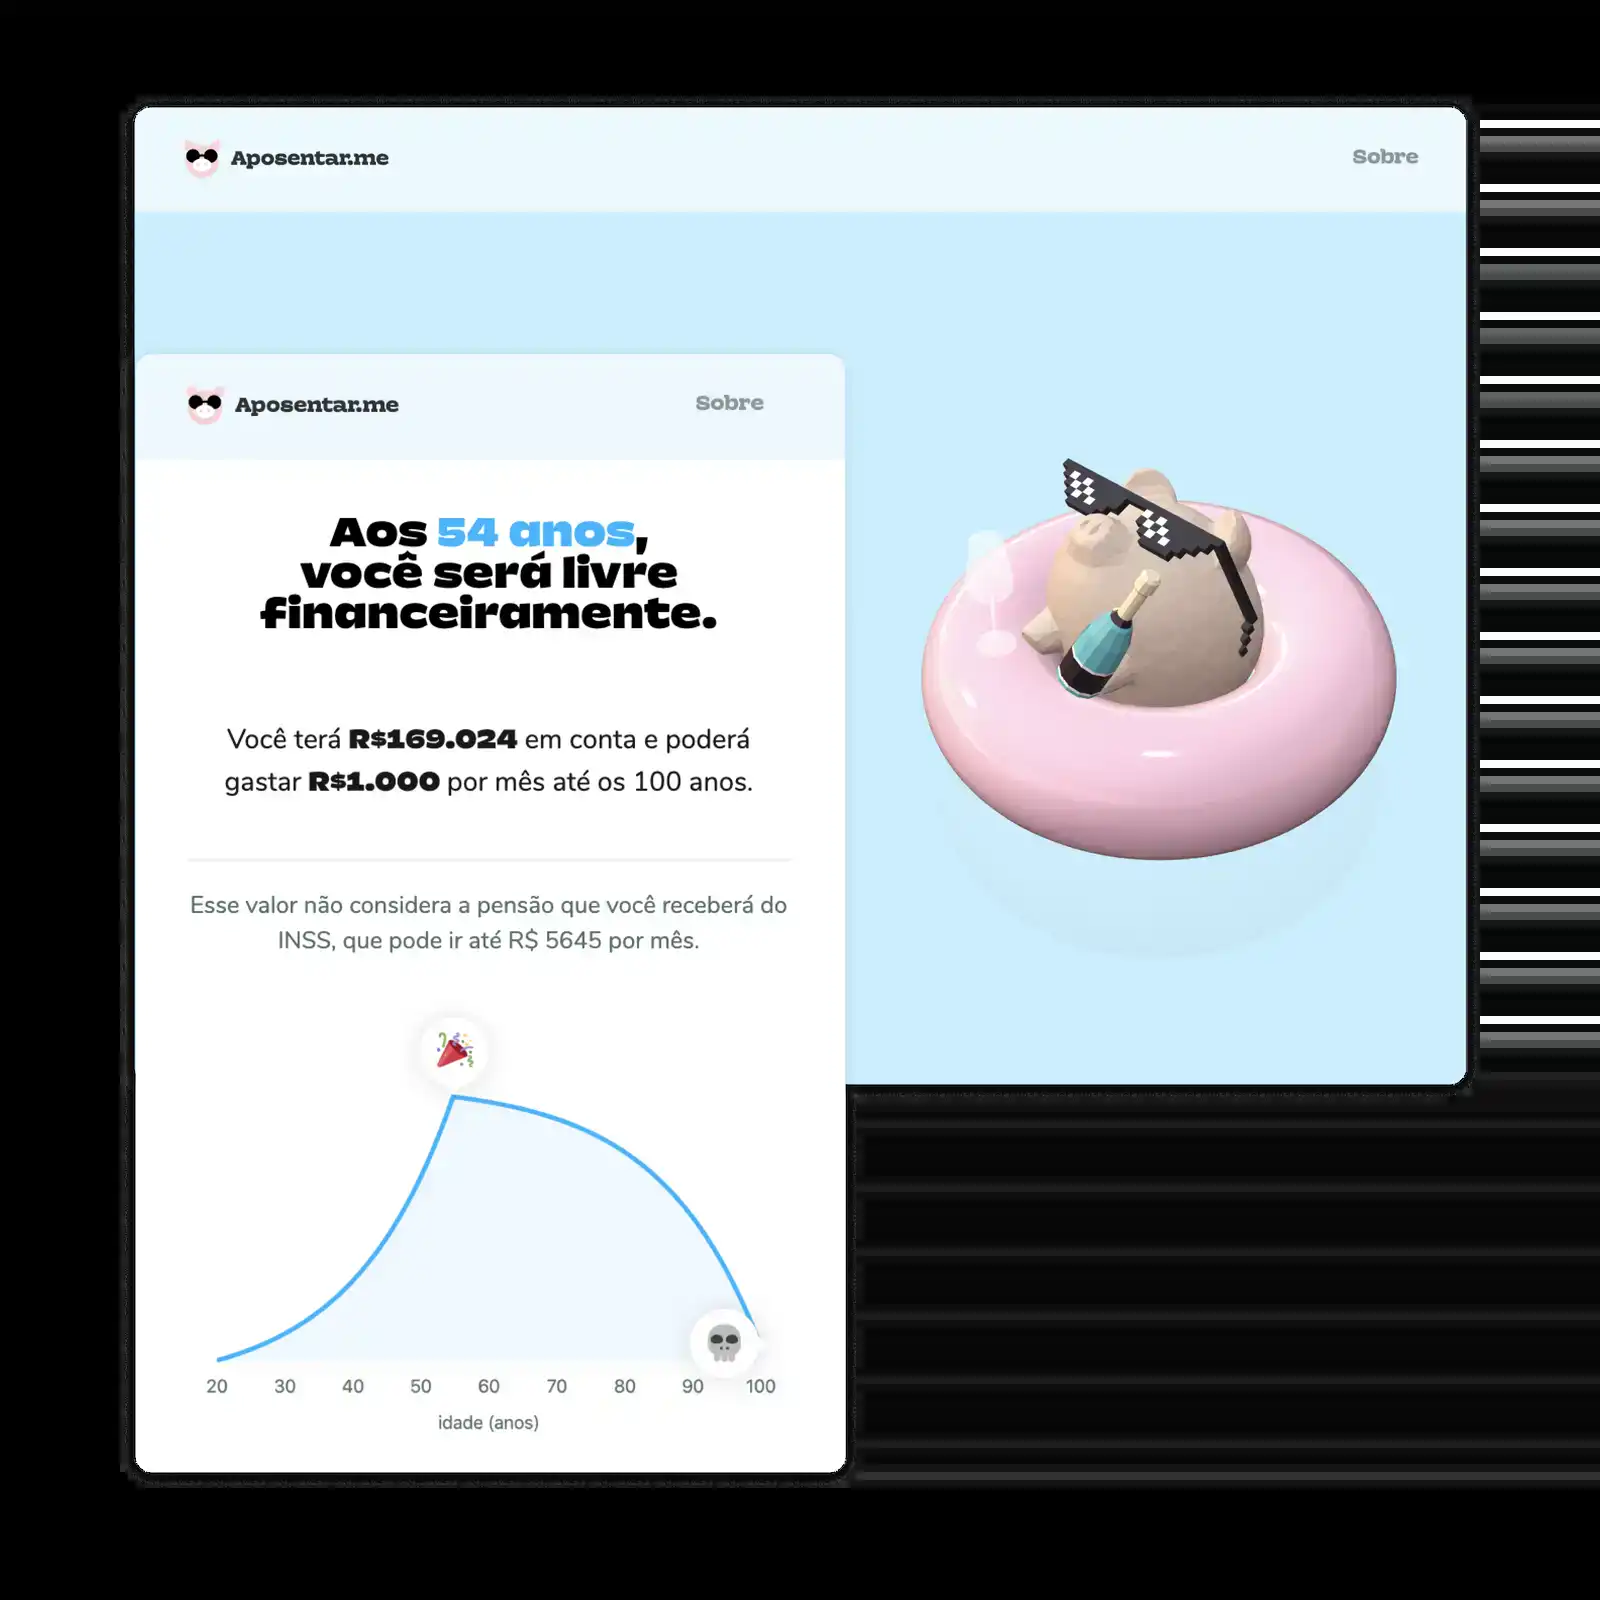 Aposentar.me
Sobre
Aposentar.me
Sobre
Aos 54 anos,
você será livre
financeiramente.
Você terá R$169.024 em conta e poderá
gastar R$1.000 por mês até os 100 anos.
Esse valor não considera a pensão que você receberá do
INSS, que pode ir até R$ 5645 por mês.
20 30 40 50 60 70 80 90 100
idade (anos)